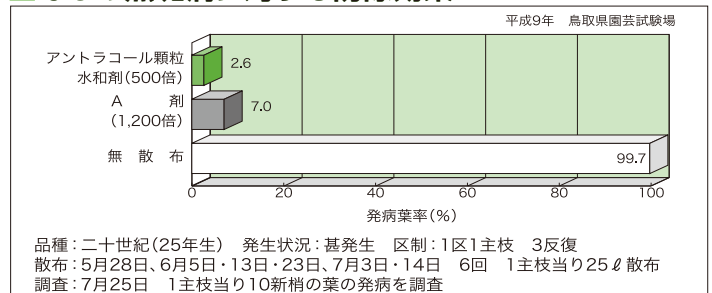 平成9年　鳥取県園芸試験場
アントラコール顆粒
水和剤(500倍)
2.6
A　剤
(1,200倍)
7.0
無 散 布
99.7
0 20 40 60 80 100
発病葉率(%)
品種：二十世紀(25年生)　発生状況：甚発生　区制：1区1主枝　3反復
散布：5月28日、6月5日・13日・23日、7月3日・14日　6回　1主枝当り25ℓ散布
調査：7月25日　1主枝当り10新梢の葉の発病を調査